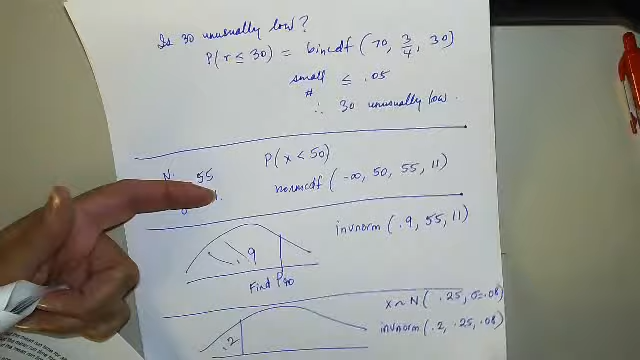 Is 30 unusually low?
P(r ≤ 30) = bincdf (70, 3/4, 30)
small # ≤ .05
∴ 30 unusually low.
N: 55
P(x < 50)
normcdf (-∞, 50, 55, 11)
.9
Find P90
invnorm (.9, 55, 11)
.2
x ~ N ( .25, σ=.08)
invnorm (.2, .25, .08)